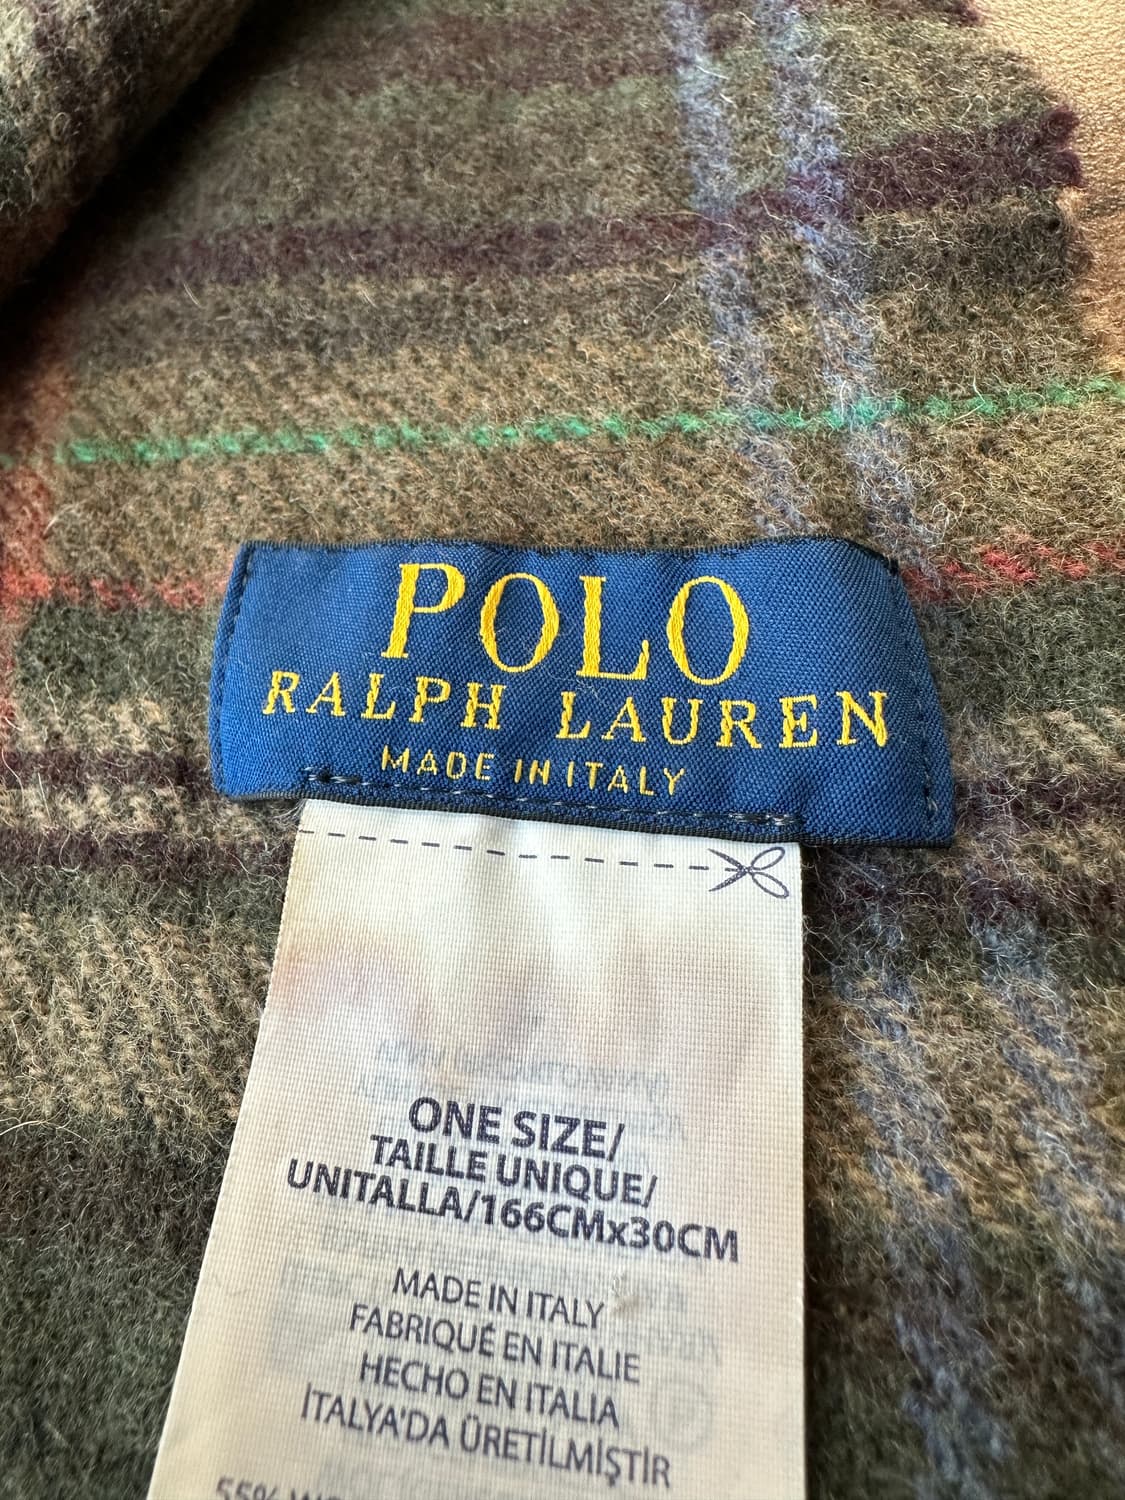 POLO
RALPH LAUREN
MADE IN ITALY
ONE SIZE/
TAILLE UNIQUE/
UNITALLA/166CMx30CM
MADE IN ITALY
FABRIQUÉ EN ITALIE
HECHO EN ITALIA
İTALYA'DA ÜRETİLMİŞTİR
55%